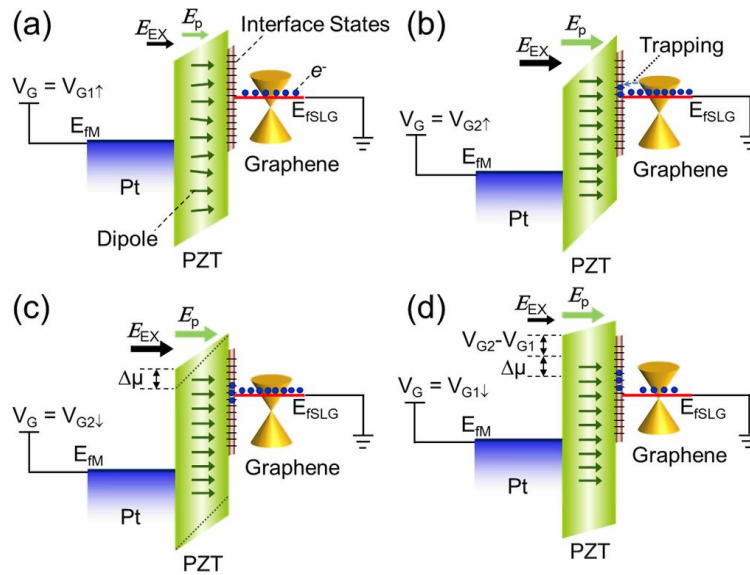 (a)
E_EX
E_p
Interface States
e⁻
V_G = V_G1↑
E_fM
E_fSLG
Graphene
Pt
Dipole
PZT
(b)
E_p
E_EX
Trapping
V_G = V_G2↑
E_fM
E_fSLG
Graphene
Pt
PZT
(c)
E_p
E_EX
Δμ
V_G = V_G2↓
E_fM
E_fSLG
Graphene
Pt
PZT
(d)
E_EX
E_p
V_G2-V_G1
Δμ
V_G = V_G1↓
E_fM
E_fSLG
Graphene
Pt
PZT